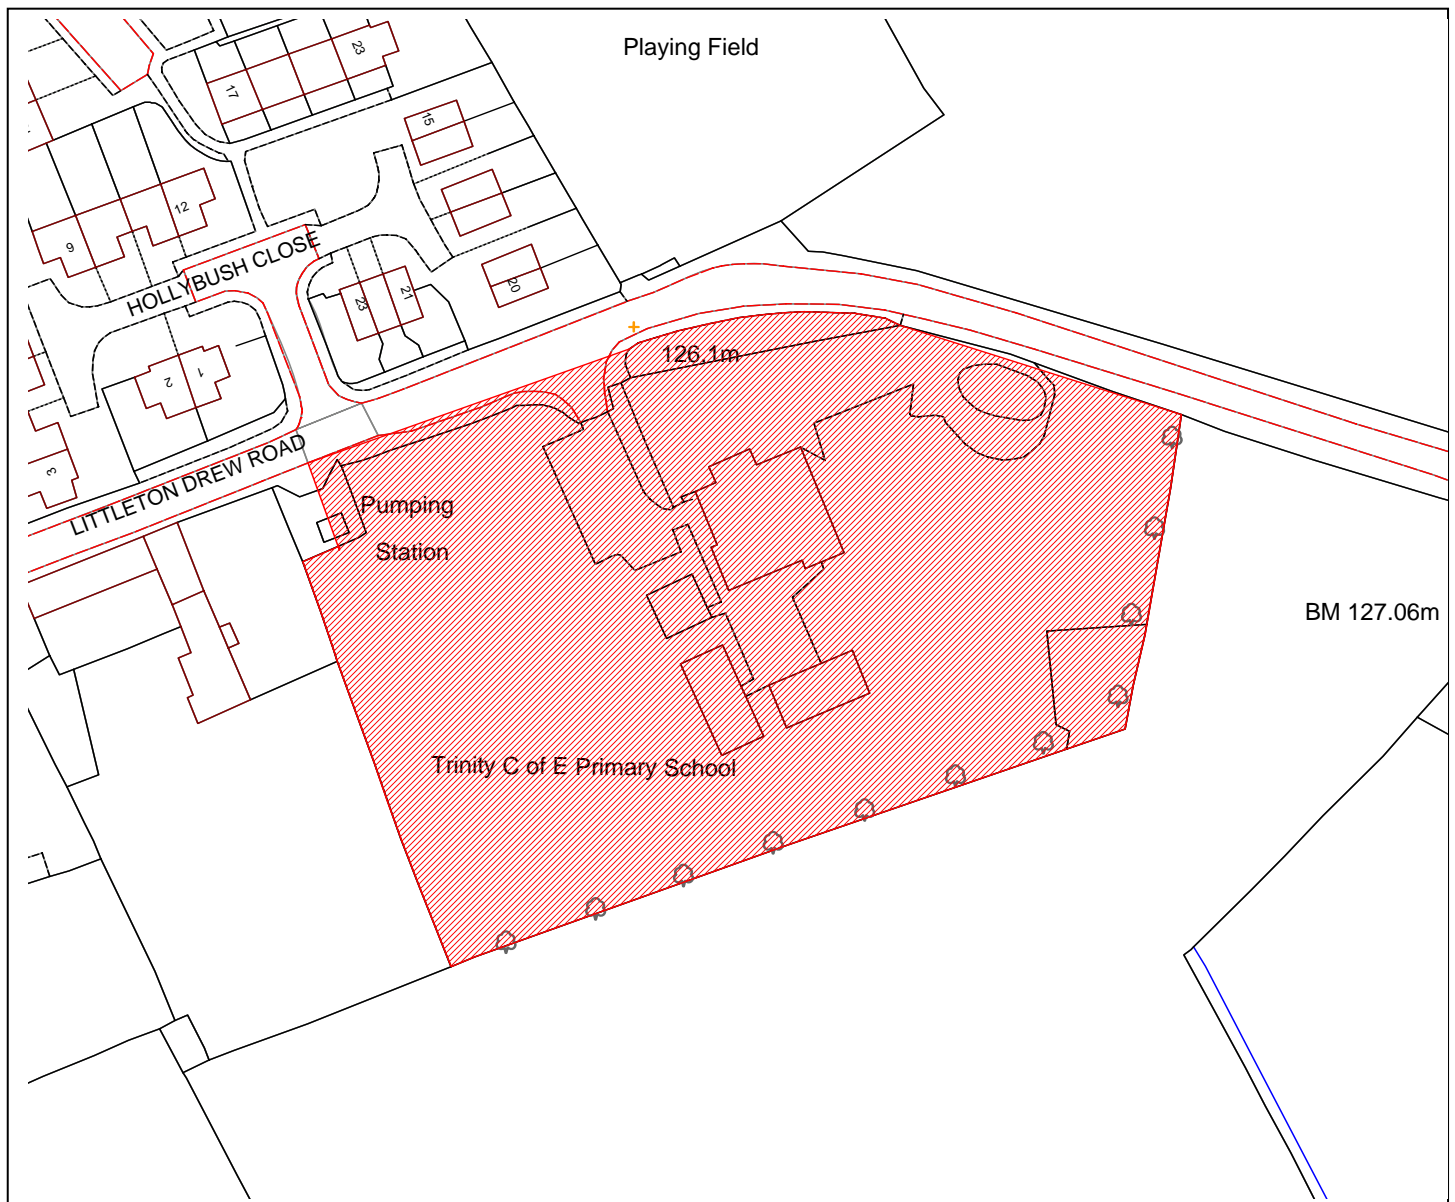 Playing Field
23
17
15
12
9
HOLLYBUSH CLOSE
23
21
20
126.1m
1
2
3
LITTLETON DREW ROAD
Pumping
Station
BM 127.06m
Trinity C of E Primary School